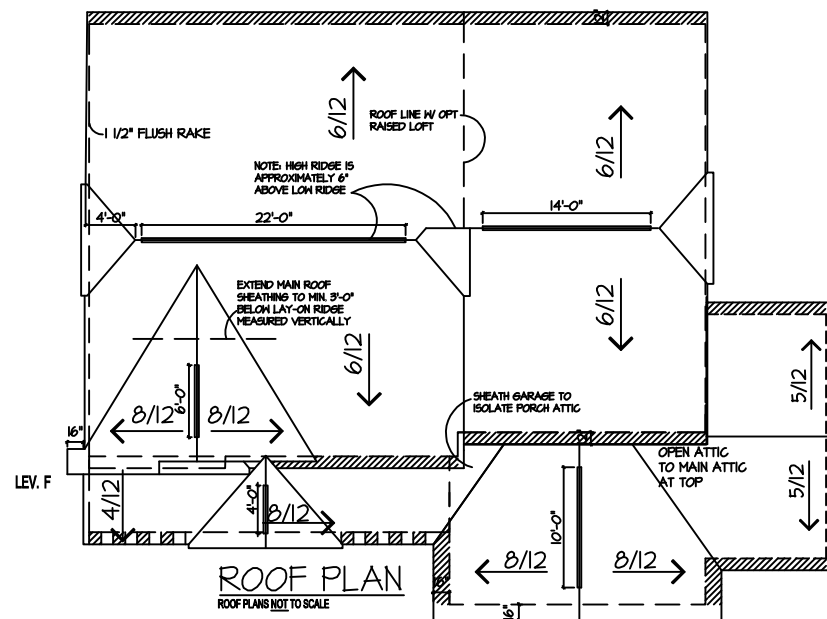 12"
6/12
ROOF LINE W/ OPT
RAISED LOFT
1 1/2" FLUSH RAKE
6/12
NOTE: HIGH RIDGE IS
APPROXIMATELY 6"
ABOVE LOW RIDGE
4'-0"
22'-0"
14'-0"
EXTEND MAIN ROOF
SHEATHING TO MIN. 3'-0"
BELOW LAY-ON RIDGE
MEASURED VERTICALLY
6/12
6/12
5/12
6'-0"
8/12
8/12
SHEATH GARAGE TO
ISOLATE PORCH ATTIC
16"
12"
OPEN ATTIC
TO MAIN ATTIC
AT TOP
LEV. F
4/12
4'-0"
8/12
10'-0"
5/12
8/12
8/12
ROOF PLAN
ROOF PLANS NOT TO SCALE
16"